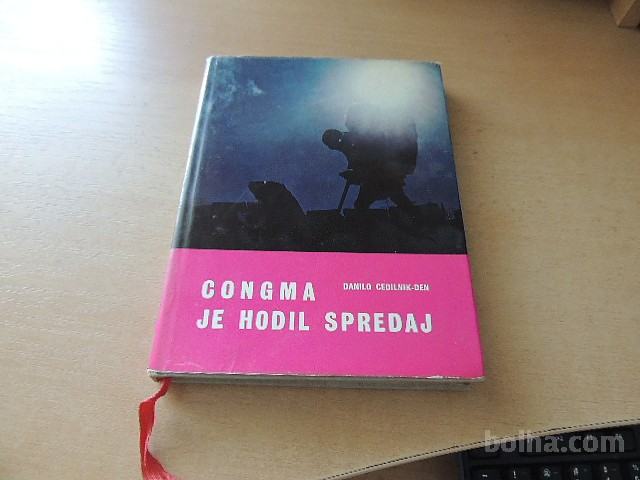 CONGMA DANILO CEDILNIK-DEN
JE HODIL SPREDAJ
bolha.com